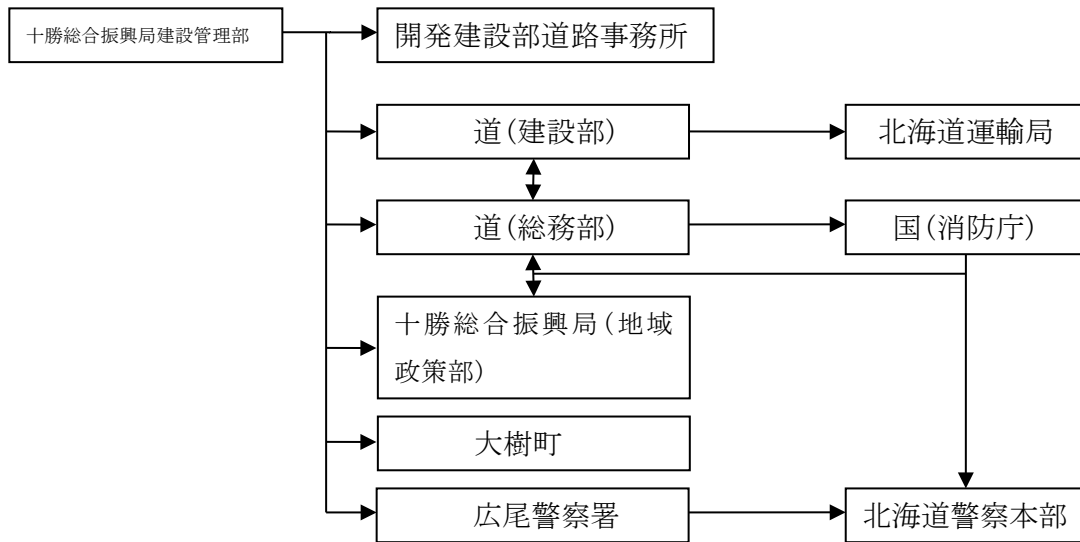 十勝総合振興局建設管理部
開発建設部道路事務所
道(建設部)
北海道運輸局
道(総務部)
国(消防庁)
十勝総合振興局(地域
政策部)
大樹町
広尾警察署
北海道警察本部